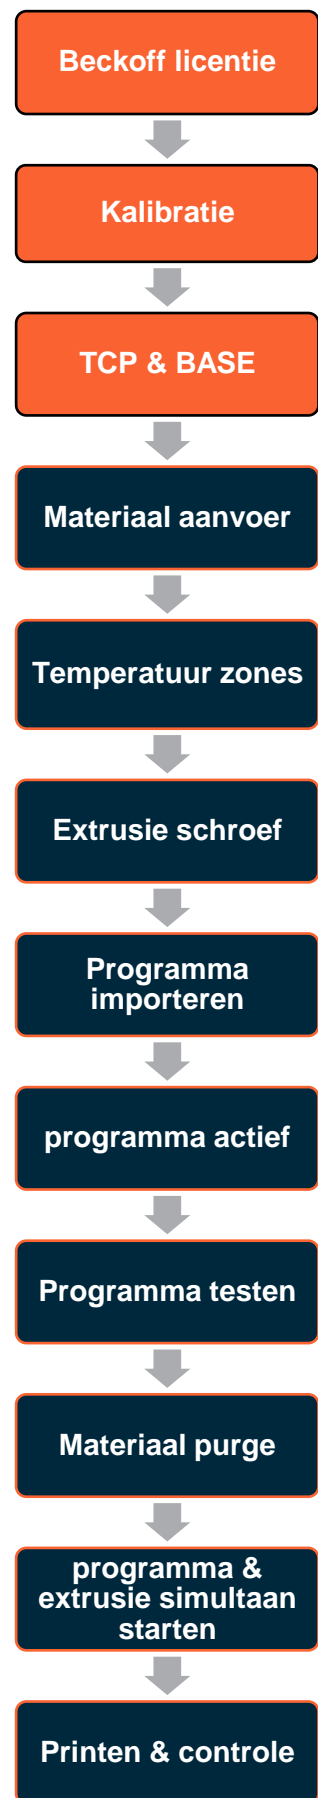 Beckoff licentie
Kalibratie
TCP & BASE
Materiaal aanvoer
Temperatuur zones
Extrusie schroef
Programma
importeren
programma actief
Programma testen
Materiaal purge
programma &
extrusie simultaan
starten
Printen & controle